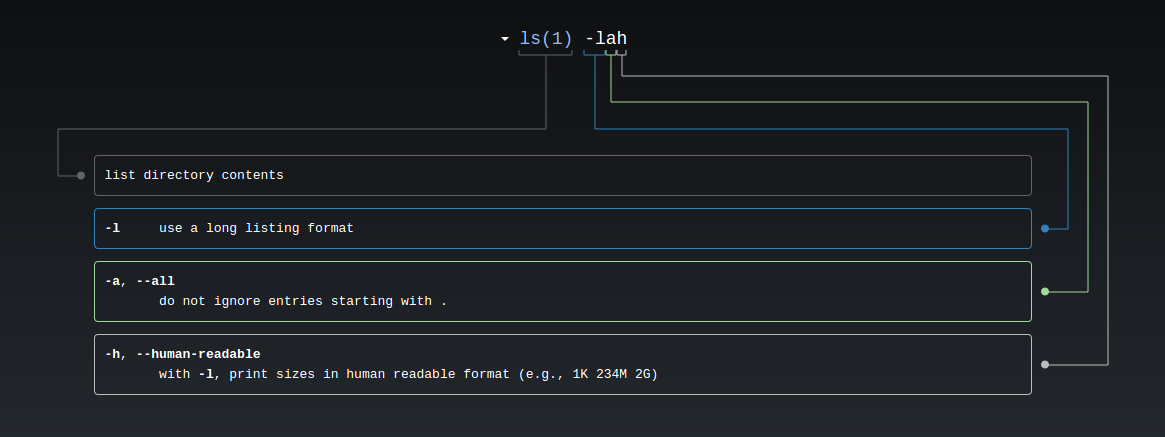 ls(1) -lah
list directory contents
-l     use a long listing format
-a, --all
do not ignore entries starting with .
-h, --human-readable
with -l, print sizes in human readable format (e.g., 1K 234M 2G)